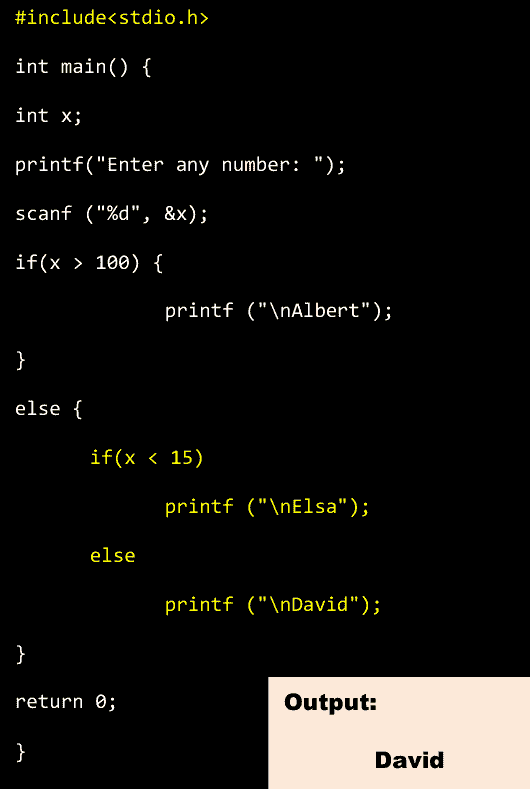 #include<stdio.h>
int main() {
int x;
printf("Enter any number: ");
scanf ("%d", &x);
if(x > 100) {
printf ("\nAlbert");
}
else {
if(x < 15)
printf ("\nElsa");
else
printf ("\nDavid");
}
return 0;
}
Output:
David